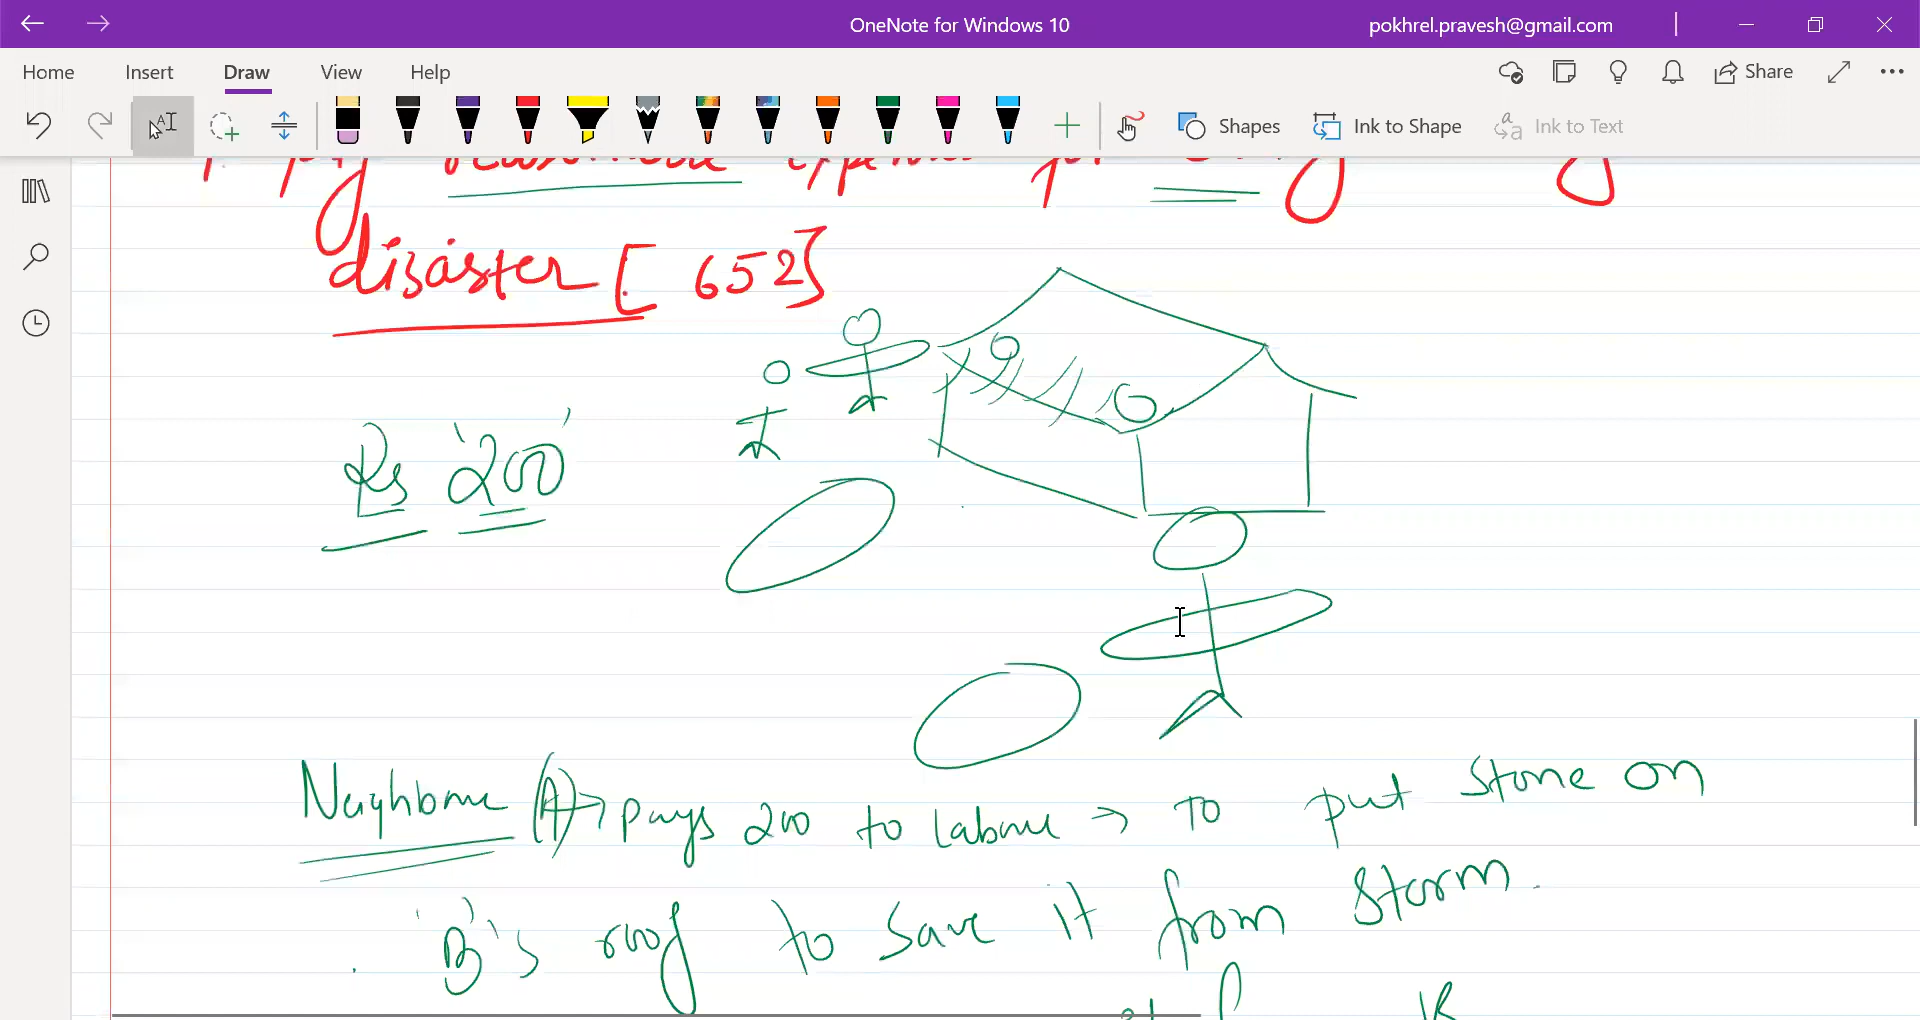 OneNote for Windows 10
pokhrel.pravesh@gmail.com
Home Insert Draw View Help
Share
Shapes Ink to Shape Ink to Text
disaster [ 652]
Rs '200'
Neighbour (A) → pays 200 to labour → To put stone on
'B's roof to save it from storm.